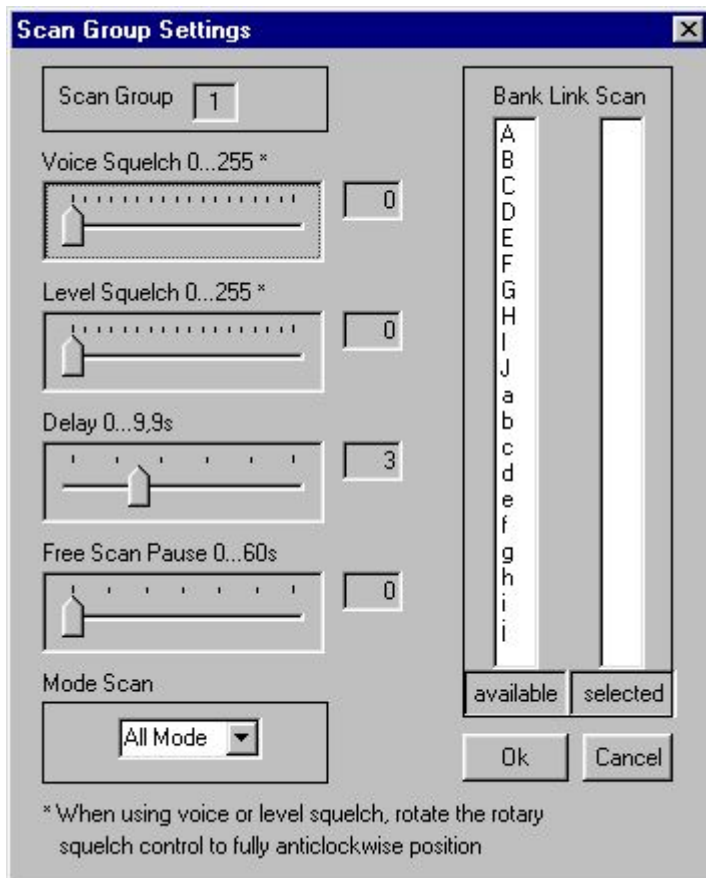 Scan Group Settings
Scan Group 1
Voice Squelch 0...255 *
0
Level Squelch 0...255 *
0
Delay 0...9,9s
3
Free Scan Pause 0...60s
0
Mode Scan
All Mode
* When using voice or level squelch, rotate the rotary
squelch control to fully anticlockwise position
Bank Link Scan
A
B
C
D
E
F
G
H
I
J
a
b
c
d
e
f
g
h
i
j
available selected
Ok Cancel